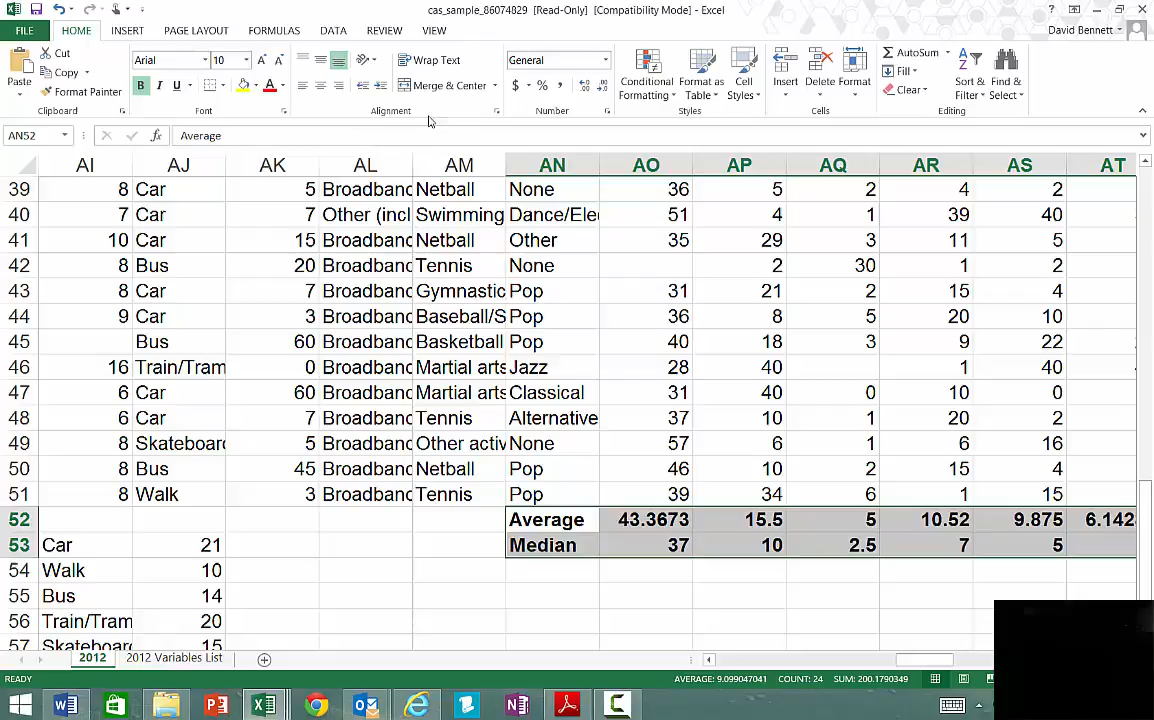 cas_sample_86074829 [Read-Only] [Compatibility Mode] - Excel
FILE HOME INSERT PAGE LAYOUT FORMULAS DATA REVIEW VIEW David Bennett
Paste Cut Copy Format Painter Clipboard
Arial 10 B I U Font
Wrap Text Merge & Center Alignment
General $ % , Number
Conditional Formatting Format as Table Cell Styles Styles
Insert Delete Format Cells
AutoSum Fill Clear Sort & Filter Find & Select Editing
AN52 fx Average
AI AJ AK AL AM AN AO AP AQ AR AS AT
39 8 Car 5 Broadband Netball None 36 5 2 4 2
40 7 Car 7 Other (incl Swimming Dance/Elec 51 4 1 39 40
41 10 Car 15 Broadband Netball Other 35 29 3 11 5
42 8 Bus 20 Broadband Tennis None 2 30 1 2
43 8 Car 7 Broadband Gymnastic Pop 31 21 2 15 4
44 9 Car 3 Broadband Baseball/S Pop 36 8 5 20 10
45 Bus 60 Broadband Basketball Pop 40 18 3 9 22
46 16 Train/Tram 0 Broadband Martial arts Jazz 28 40 1 40
47 6 Car 60 Broadband Martial arts Classical 31 40 0 10 0
48 6 Car 7 Broadband Tennis Alternative 37 10 1 20 2
49 8 Skateboard 5 Broadband Other activ None 57 6 1 6 16
50 8 Bus 45 Broadband Netball Pop 46 10 2 15 4
51 8 Walk 3 Broadband Tennis Pop 39 34 6 1 15
52 Average 43.3673 15.5 5 10.52 9.875 6.142
53 Car 21 Median 37 10 2.5 7 5
54 Walk 10
55 Bus 14
56 Train/Tram 20
57 Skateboard 15
2012 2012 Variables List
READY AVERAGE: 9.099047041 COUNT: 24 SUM: 200.1790349